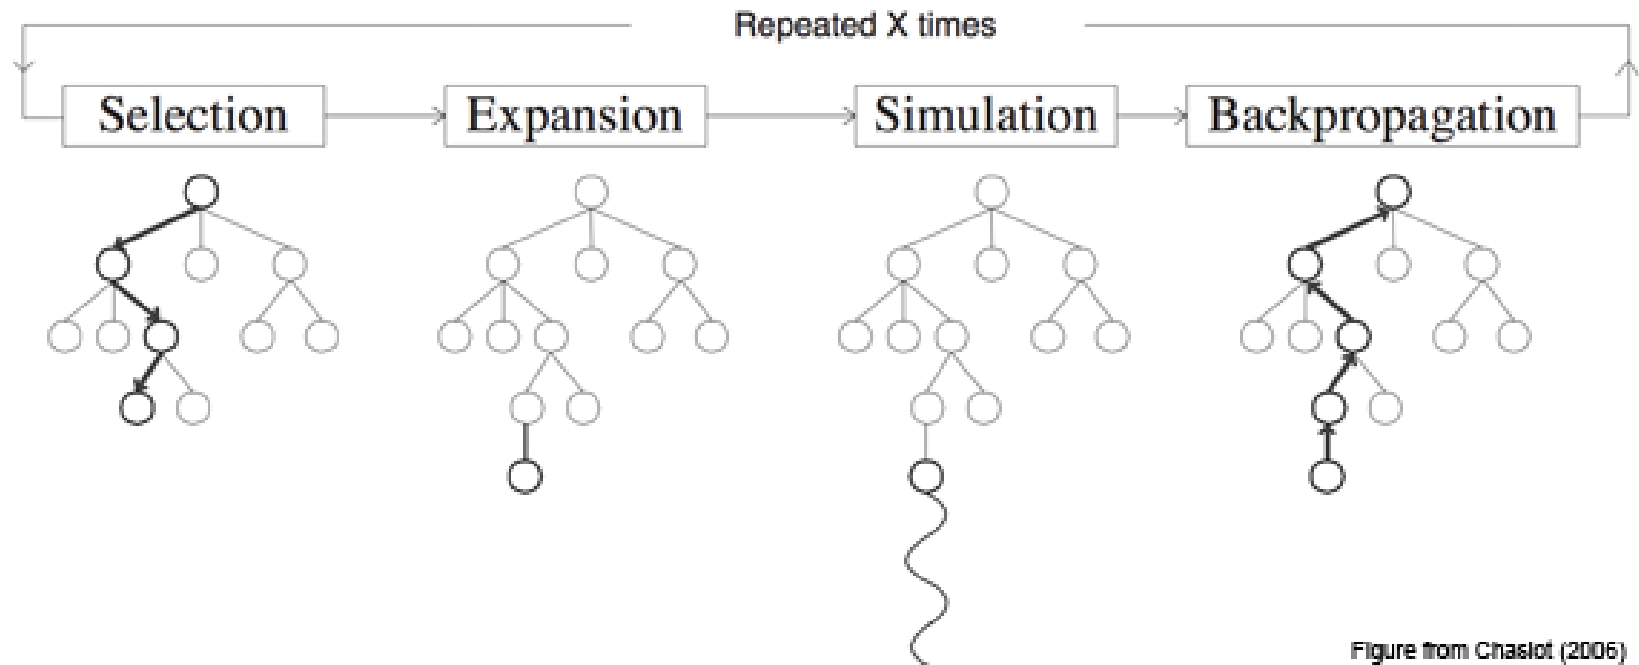 Repeated X times
Selection
Expansion
Simulation
Backpropagation
Figure from Chaslot (2006)